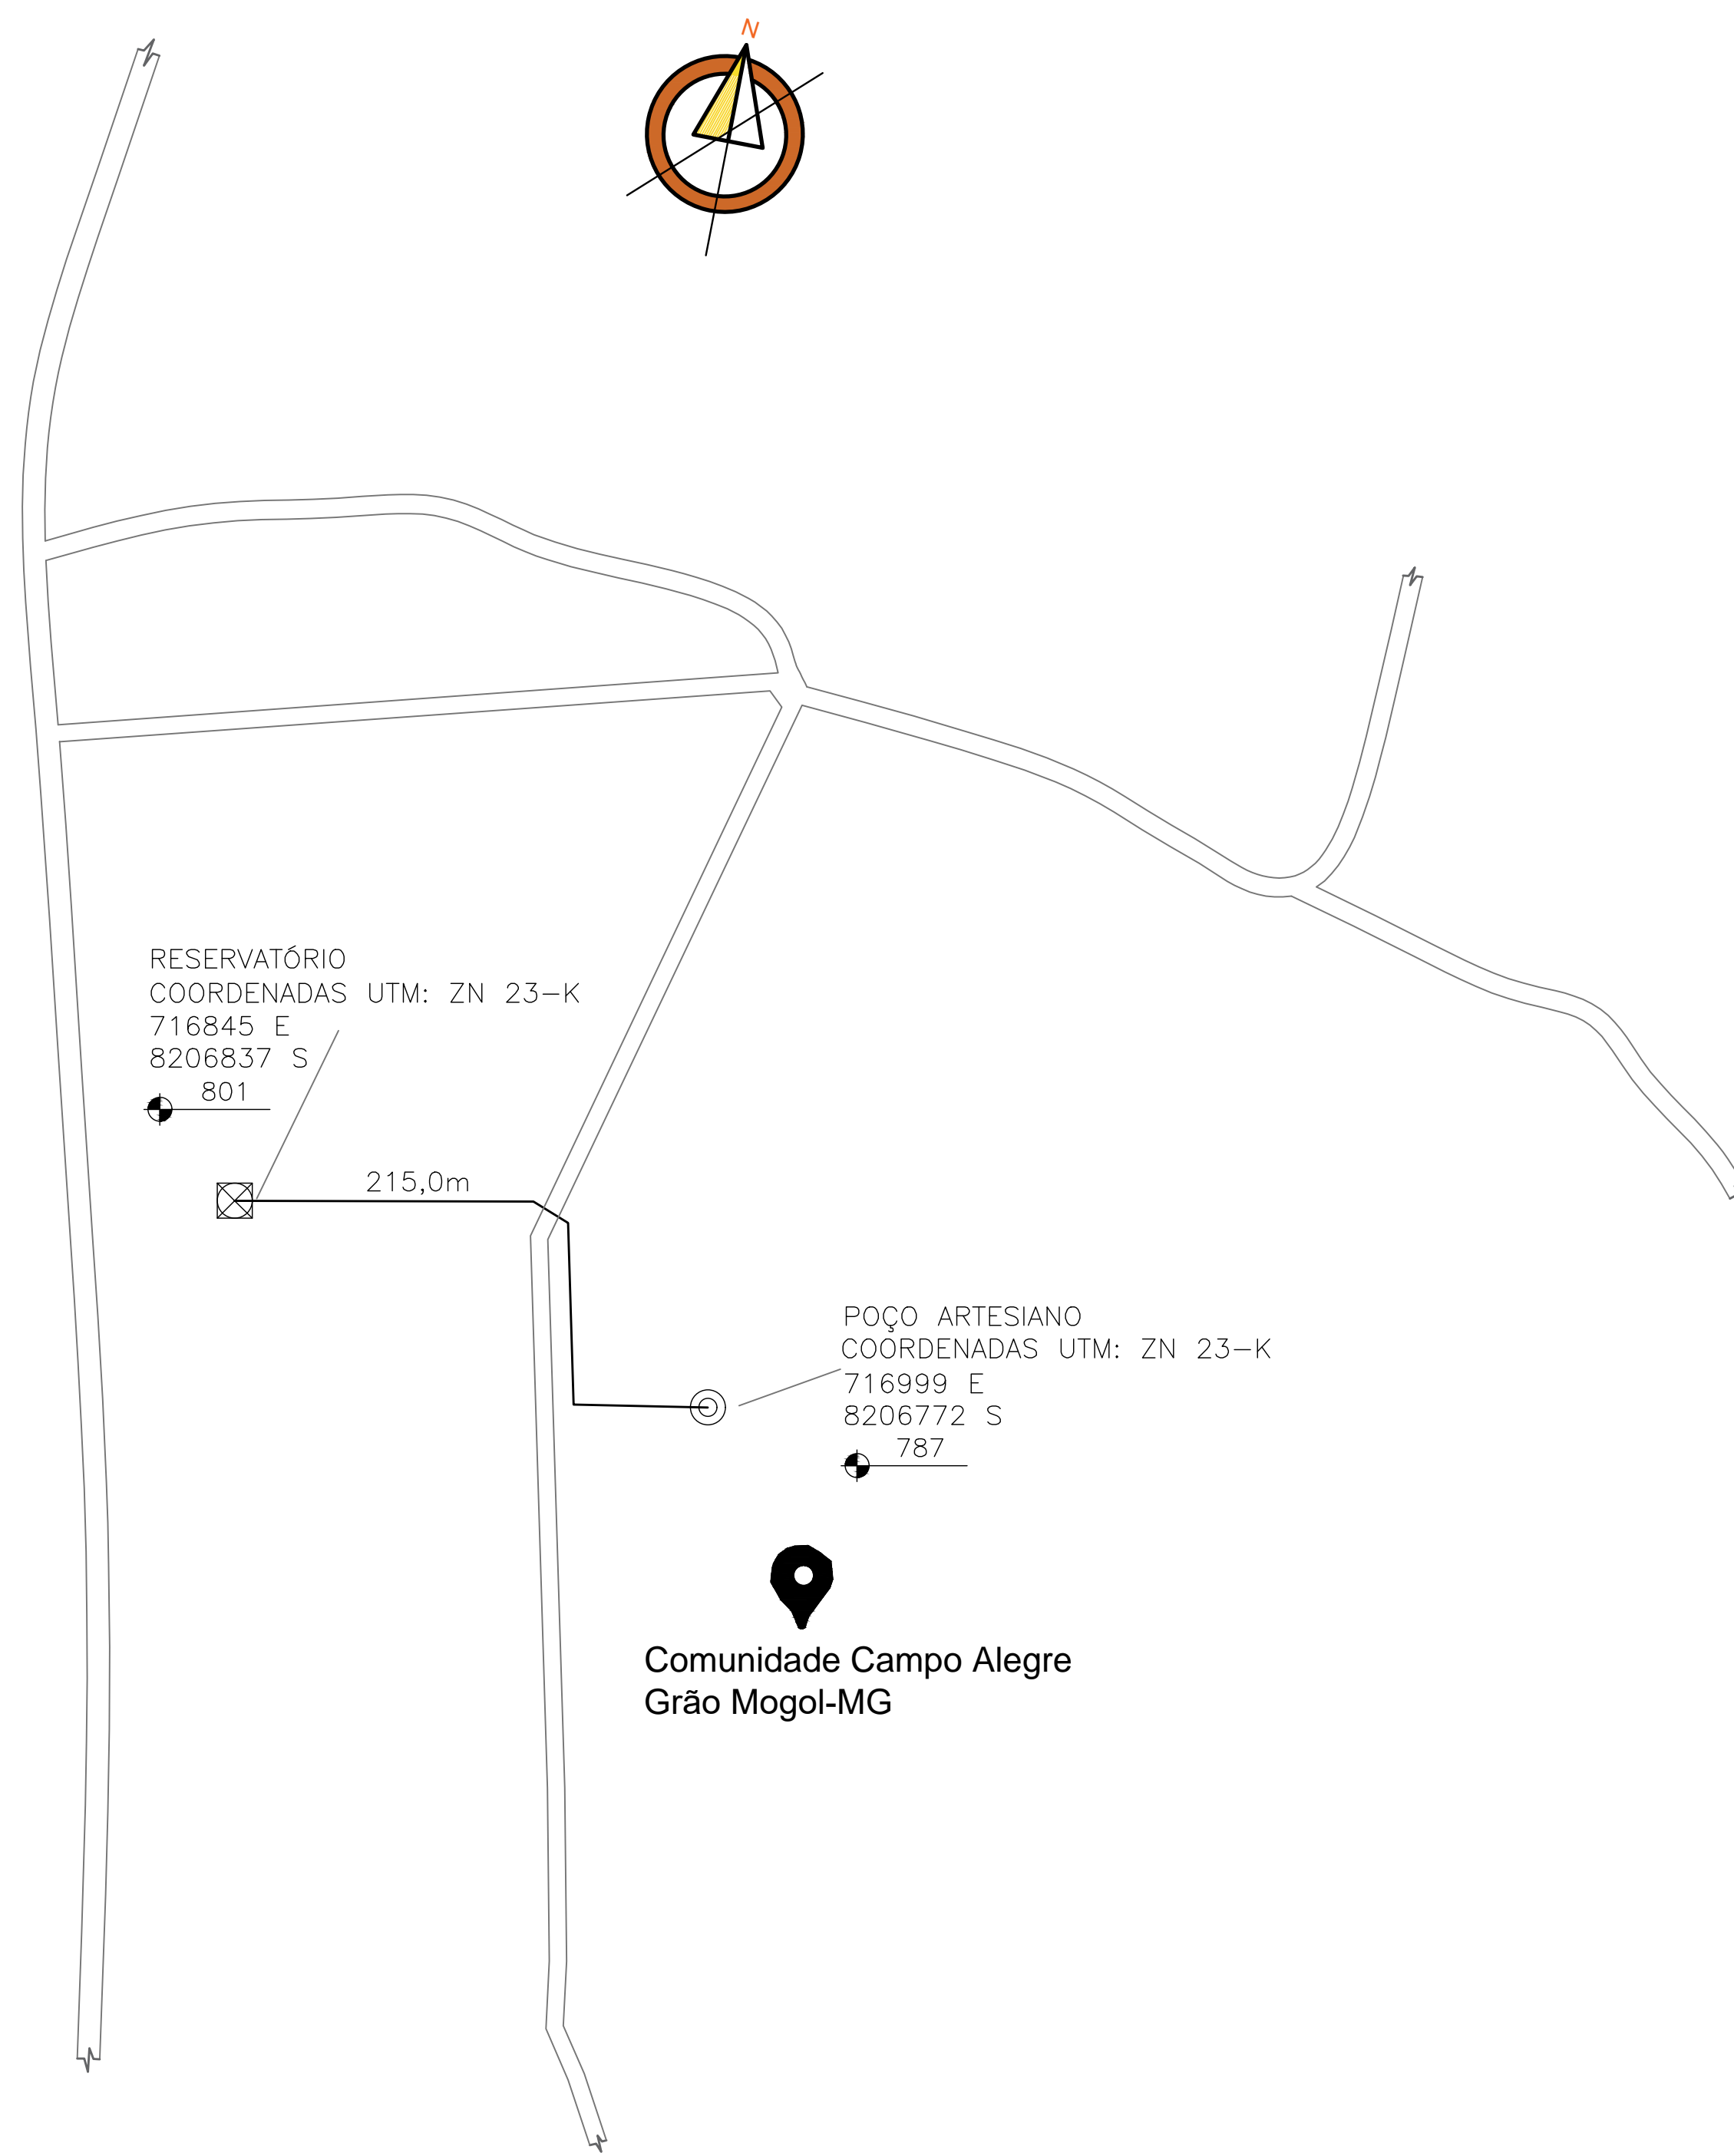 N
RESERVATÓRIO
COORDENADAS UTM: ZN 23-K
716845 E
8206837 S
801
215,0m
POÇO ARTESIANO
COORDENADAS UTM: ZN 23-K
716999 E
8206772 S
787
Comunidade Campo Alegre
Grão Mogol-MG